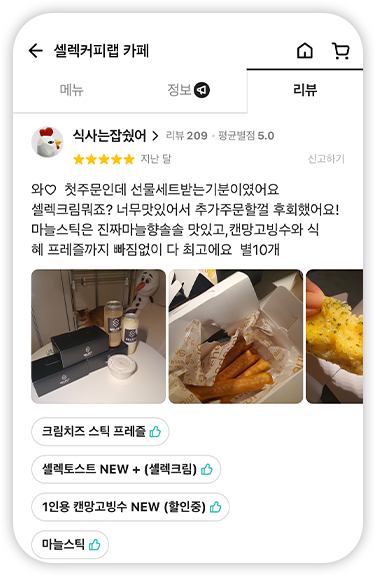 셀렉커피랩 카페
메뉴
정보
리뷰
식사는잡쉈어 >
리뷰 209 · 평균별점 5.0
★★★★★ 지난 달
신고하기
와♡ 첫주문인데 선물세트받는기분이였어요
셀렉크림뭐죠? 너무맛있어서 추가주문할껄 후회했어요!
마늘스틱은 진짜마늘향솔솔 맛있고,캔망고빙수와 식
혜 프레즐까지 빠짐없이 다 최고에요 별10개
크림치즈 스틱 프레즐
셀렉토스트 NEW + (셀렉크림)
1인용 캔망고빙수 NEW (할인중)
마늘스틱